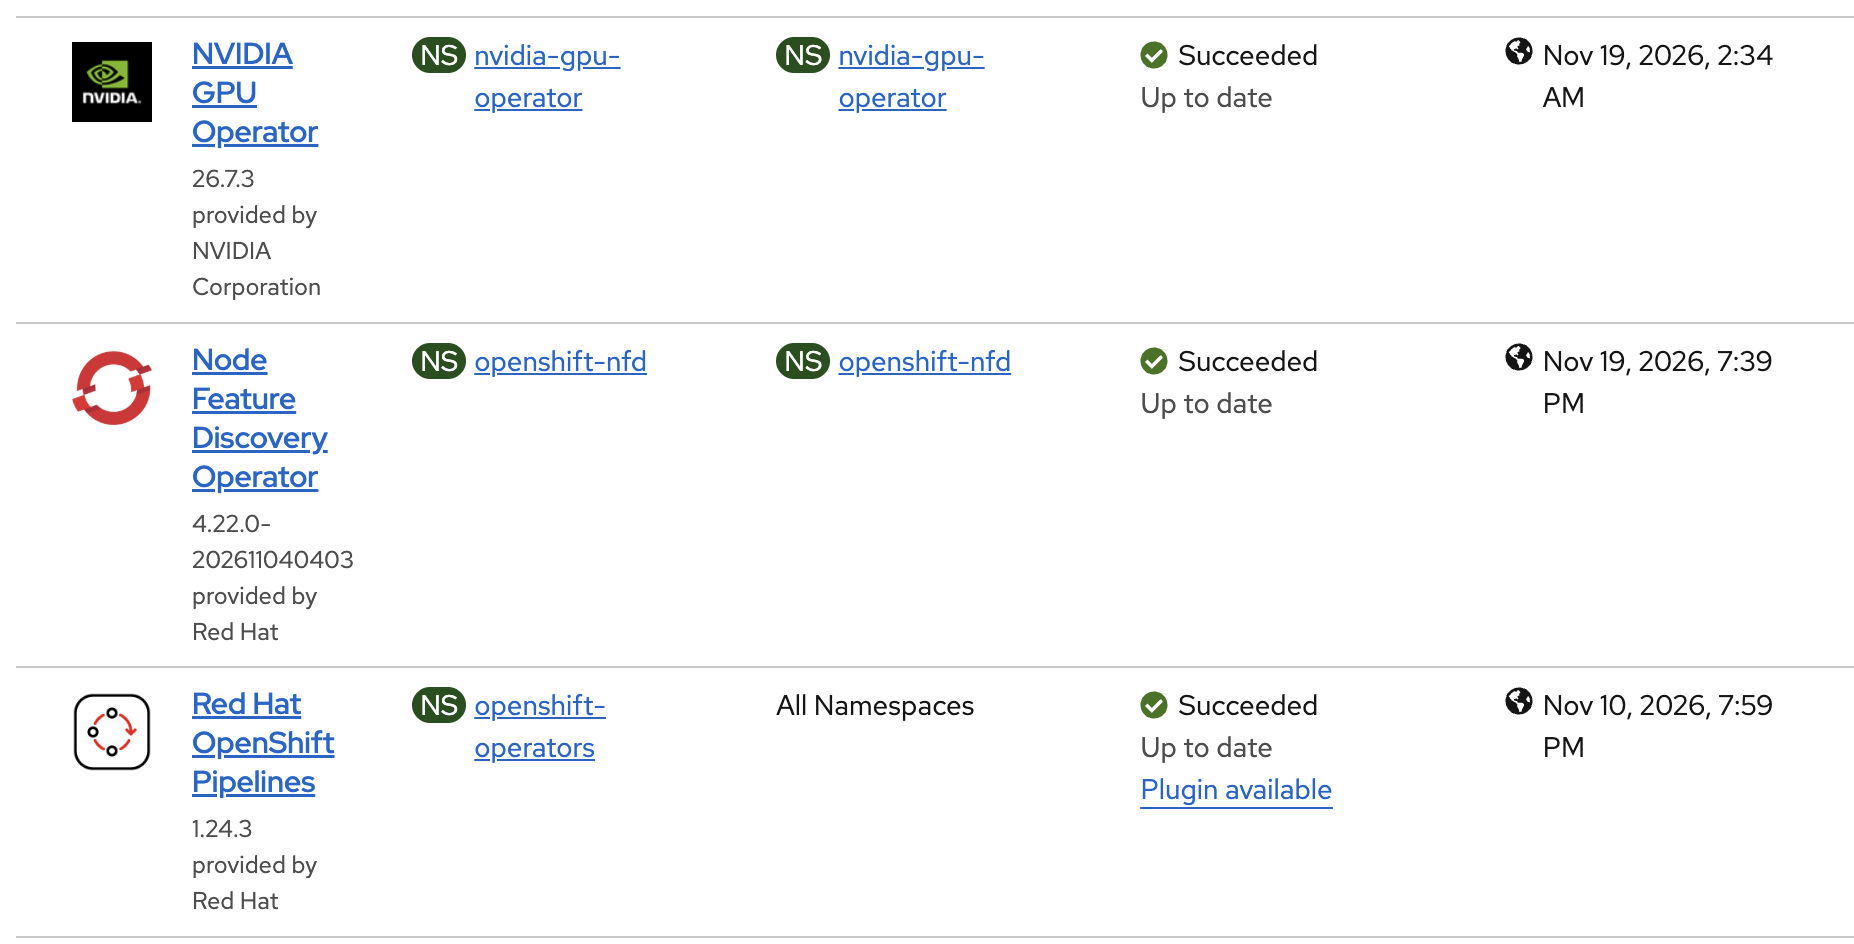 NVIDIA.
NVIDIA
GPU
Operator
26.7.3
provided by
NVIDIA
Corporation
NS nvidia-gpu-
operator
NS nvidia-gpu-
operator
Succeeded
Up to date
Nov 19, 2026, 2:34
AM
Node
Feature
Discovery
Operator
4.22.0-
202611040403
provided by
Red Hat
NS openshift-nfd
NS openshift-nfd
Succeeded
Up to date
Nov 19, 2026, 7:39
PM
Red Hat
OpenShift
Pipelines
1.24.3
provided by
Red Hat
NS openshift-
operators
All Namespaces
Succeeded
Up to date
Plugin available
Nov 10, 2026, 7:59
PM